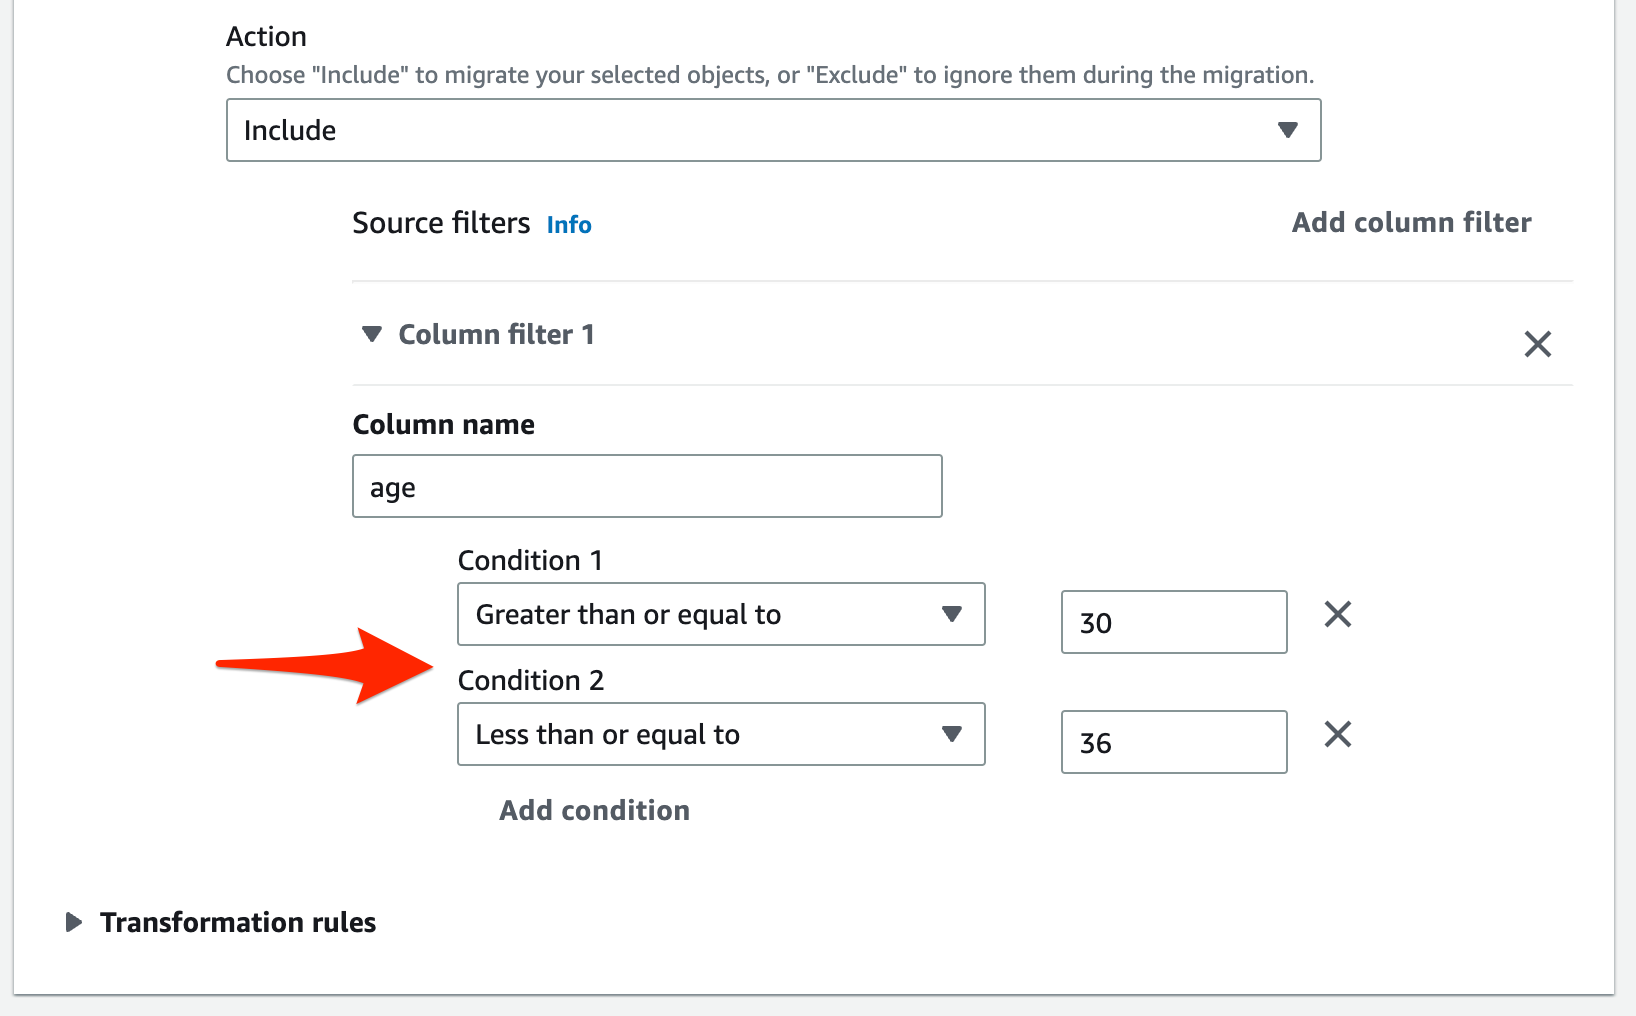 Action
Choose "Include" to migrate your selected objects, or "Exclude" to ignore them during the migration.
Include
Source filters Info Add column filter
Column filter 1
Column name
age
Condition 1
Greater than or equal to 30
Condition 2
Less than or equal to 36
Add condition
Transformation rules